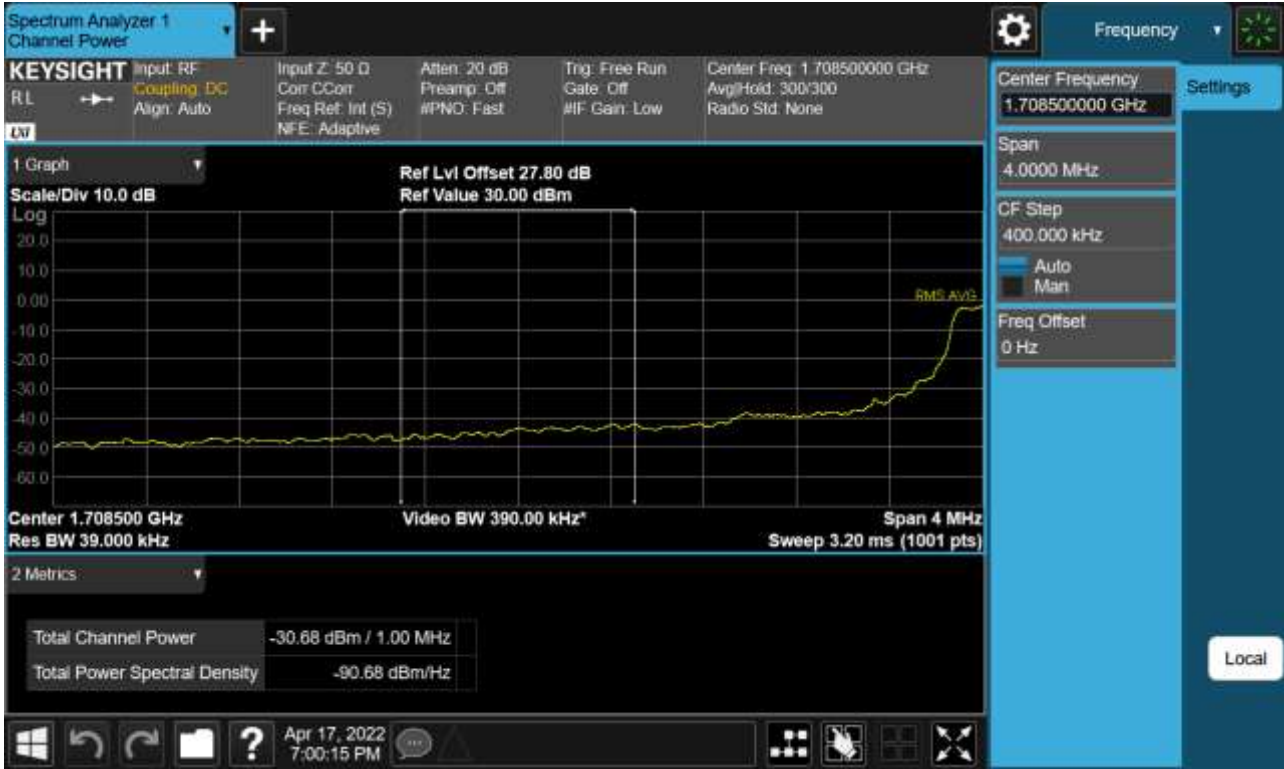 Spectrum Analyzer 1
Channel Power
Frequency
KEYSIGHT
RL
LXI
Input: RF
Coupling: DC
Align: Auto
Input Z: 50 Ω
Corr CCorr
Freq Ref: Int (S)
NFE: Adaptive
Atten: 20 dB
Preamp: Off
#PNO: Fast
Trig: Free Run
Gate: Off
#IF Gain: Low
Center Freq: 1.708500000 GHz
Avg|Hold: 300/300
Radio Std: None
Center Frequency
1.708500000 GHz
Settings
Span
4.0000 MHz
CF Step
400.000 kHz
Auto
Man
Freq Offset
0 Hz
Local
1 Graph
Scale/Div 10.0 dB
Ref Lvl Offset 27.80 dB
Ref Value 30.00 dBm
Log
20.0
10.0
0.00
-10.0
-20.0
-30.0
-40.0
-50.0
-60.0
RMS AVG
Center 1.708500 GHz
Res BW 39.000 kHz
Video BW 390.00 kHz*
Span 4 MHz
Sweep 3.20 ms (1001 pts)
2 Metrics
Total Channel Power -30.68 dBm / 1.00 MHz
Total Power Spectral Density -90.68 dBm/Hz
Apr 17, 2022
7:00:15 PM